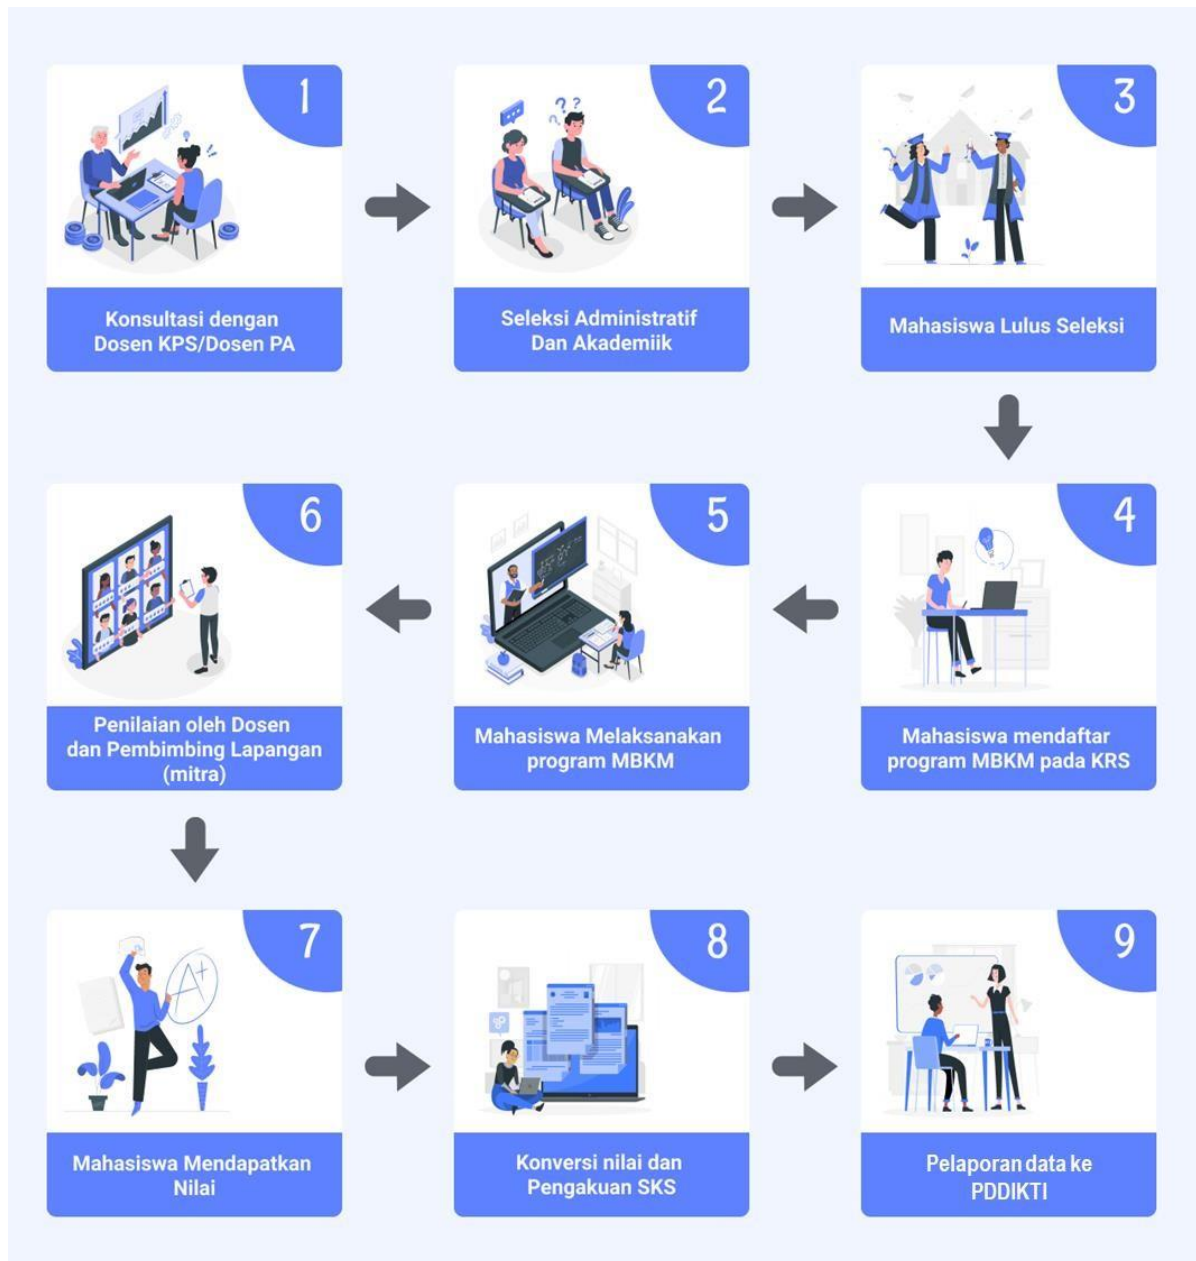 1
Konsultasi dengan
Dosen KPS/Dosen PA
2
Seleksi Administratif
Dan Akademiik
3
Mahasiswa Lulus Seleksi
4
Mahasiswa mendaftar
program MBKM pada KRS
5
Mahasiswa Melaksanakan
program MBKM
6
Penilaian oleh Dosen
dan Pembimbing Lapangan
(mitra)
7
A+
Mahasiswa Mendapatkan
Nilai
8
Konversi nilai dan
Pengakuan SKS
9
Pelaporan data ke
PDDIKTI